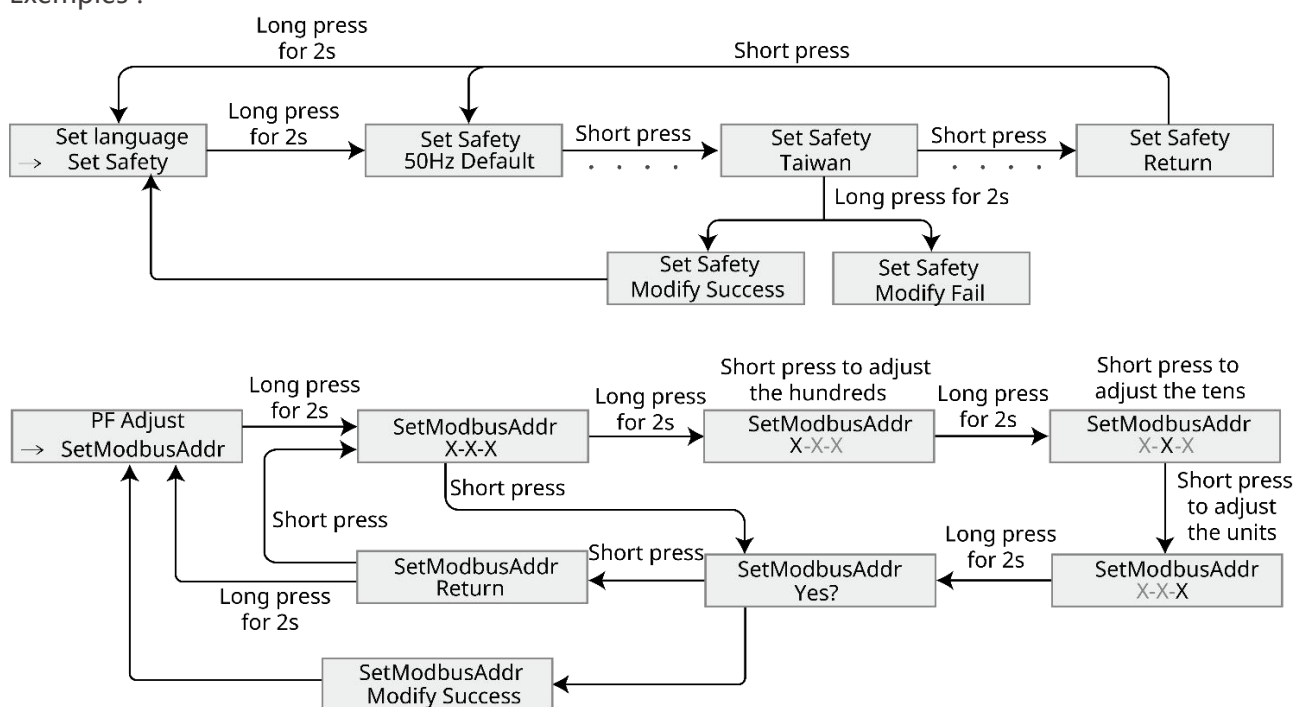 Exemples :
Long press
for 2s
Short press
Set language
→ Set Safety
Long press
for 2s
Set Safety
50Hz Default
Short press
. . . .
Set Safety
Taiwan
Short press
. . . .
Set Safety
Return
Long press for 2s
Set Safety
Modify Success
Set Safety
Modify Fail
PF Adjust
→ SetModbusAddr
Long press
for 2s
SetModbusAddr
X-X-X
Long press
for 2s
Short press to adjust
the hundreds
SetModbusAddr
X-X-X
Long press
for 2s
Short press to
adjust the tens
SetModbusAddr
X-X-X
Short press
to adjust
the units
Short press
Short press
SetModbusAddr
Return
Short press
SetModbusAddr
Yes?
Long press
for 2s
SetModbusAddr
X-X-X
Long press
for 2s
SetModbusAddr
Modify Success